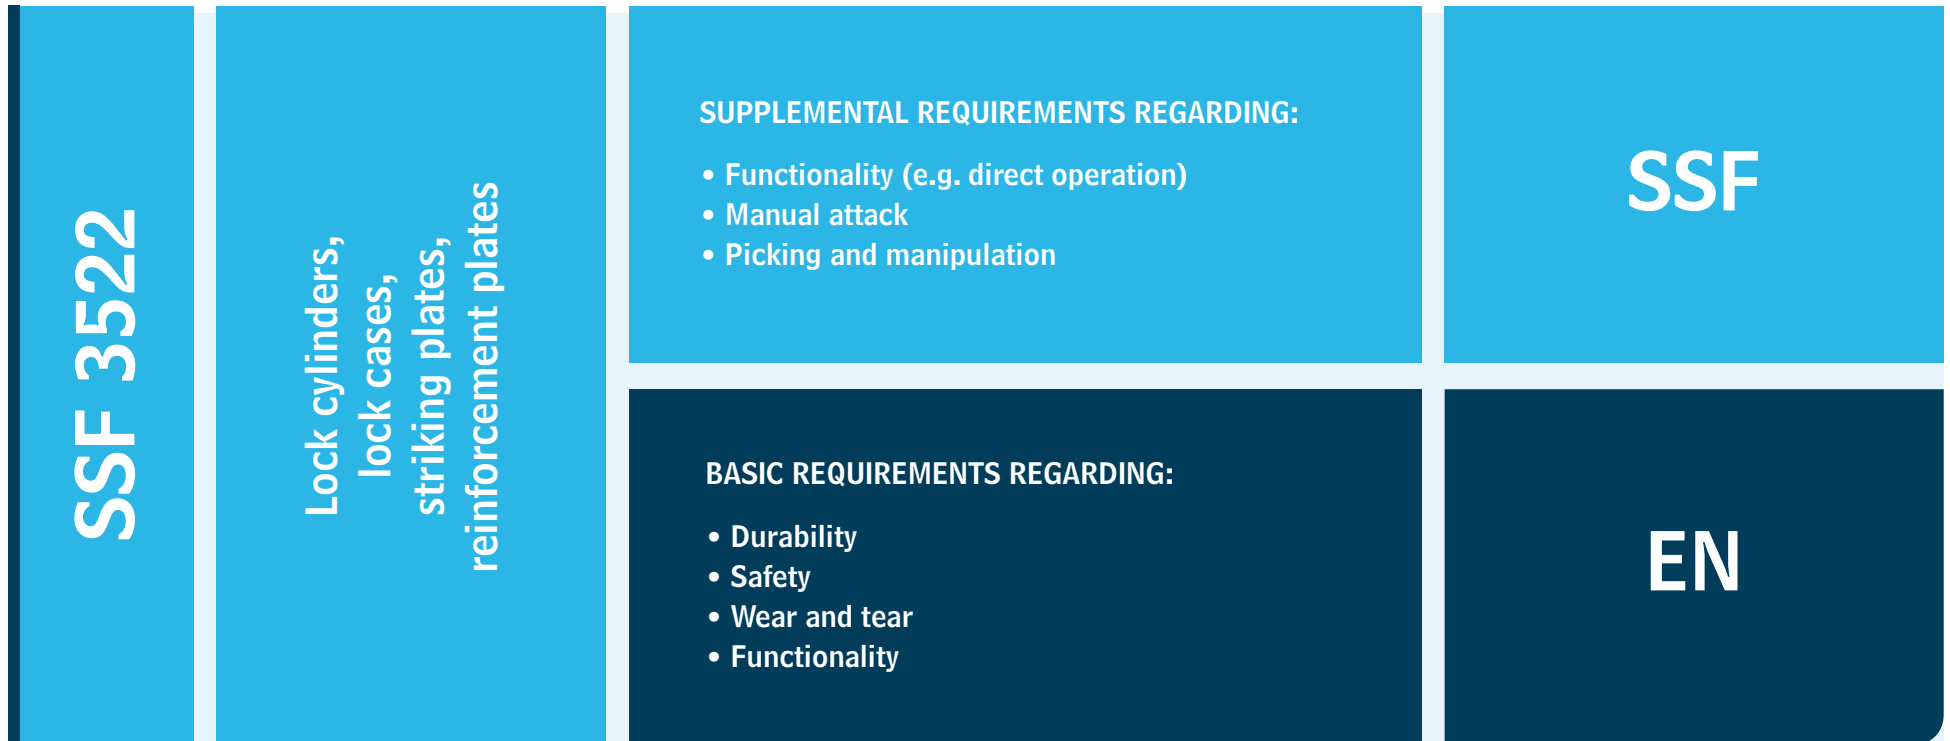 SSF 3522
Lock cylinders,
lock cases,
striking plates,
reinforcement plates
SUPPLEMENTAL REQUIREMENTS REGARDING:
• Functionality (e.g. direct operation)
• Manual attack
• Picking and manipulation
SSF
BASIC REQUIREMENTS REGARDING:
• Durability
• Safety
• Wear and tear
• Functionality
EN